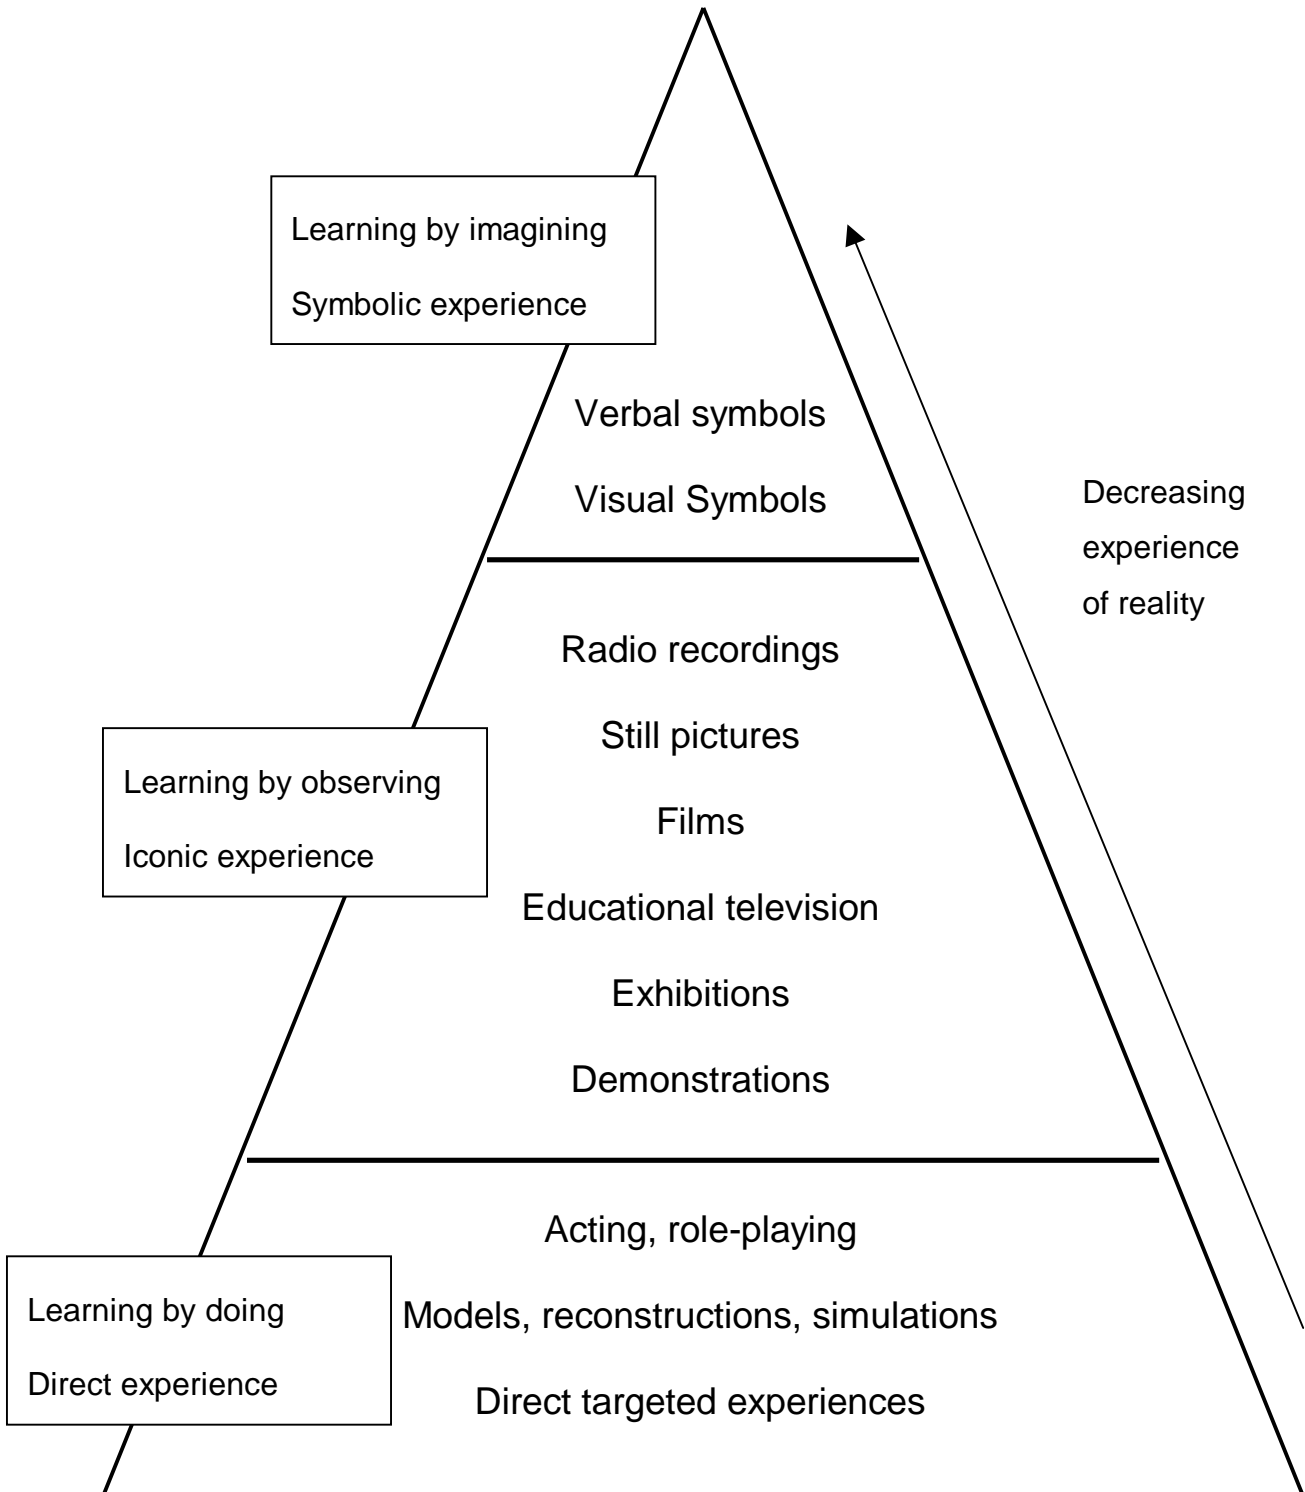 Learning by imagining
Symbolic experience
Verbal symbols
Visual Symbols
Decreasing
experience
of reality
Radio recordings
Still pictures
Films
Learning by observing
Iconic experience
Educational television
Exhibitions
Demonstrations
Acting, role-playing
Models, reconstructions, simulations
Direct targeted experiences
Learning by doing
Direct experience